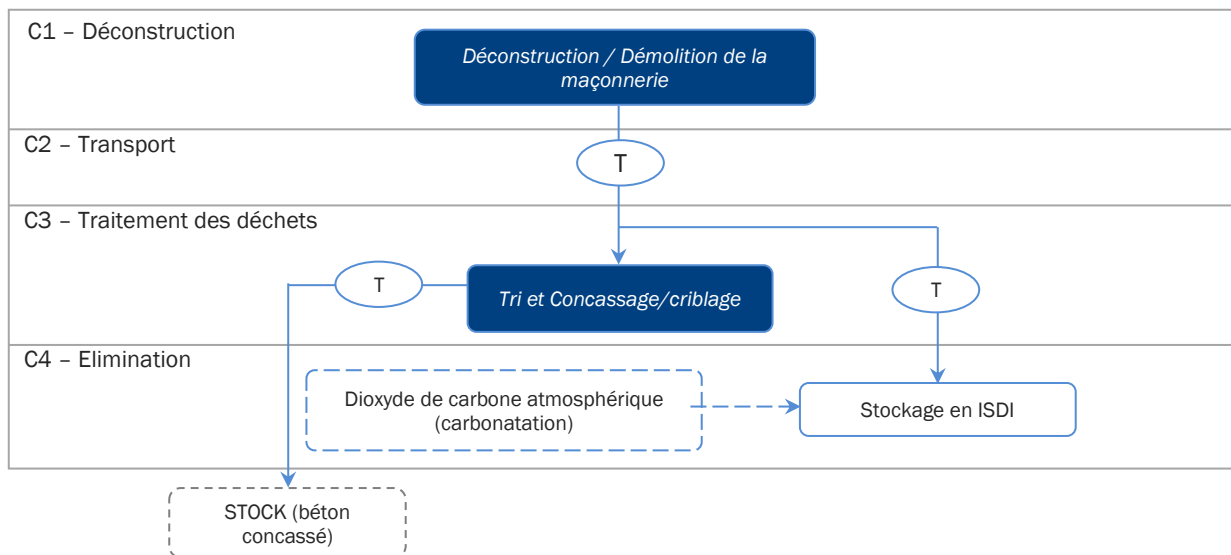 C1 – Déconstruction
Déconstruction / Démolition de la
maçonnerie
C2 – Transport
T
C3 – Traitement des déchets
T
Tri et Concassage/criblage
T
C4 – Elimination
Dioxyde de carbone atmosphérique
(carbonatation)
Stockage en ISDI
STOCK (béton
concassé)